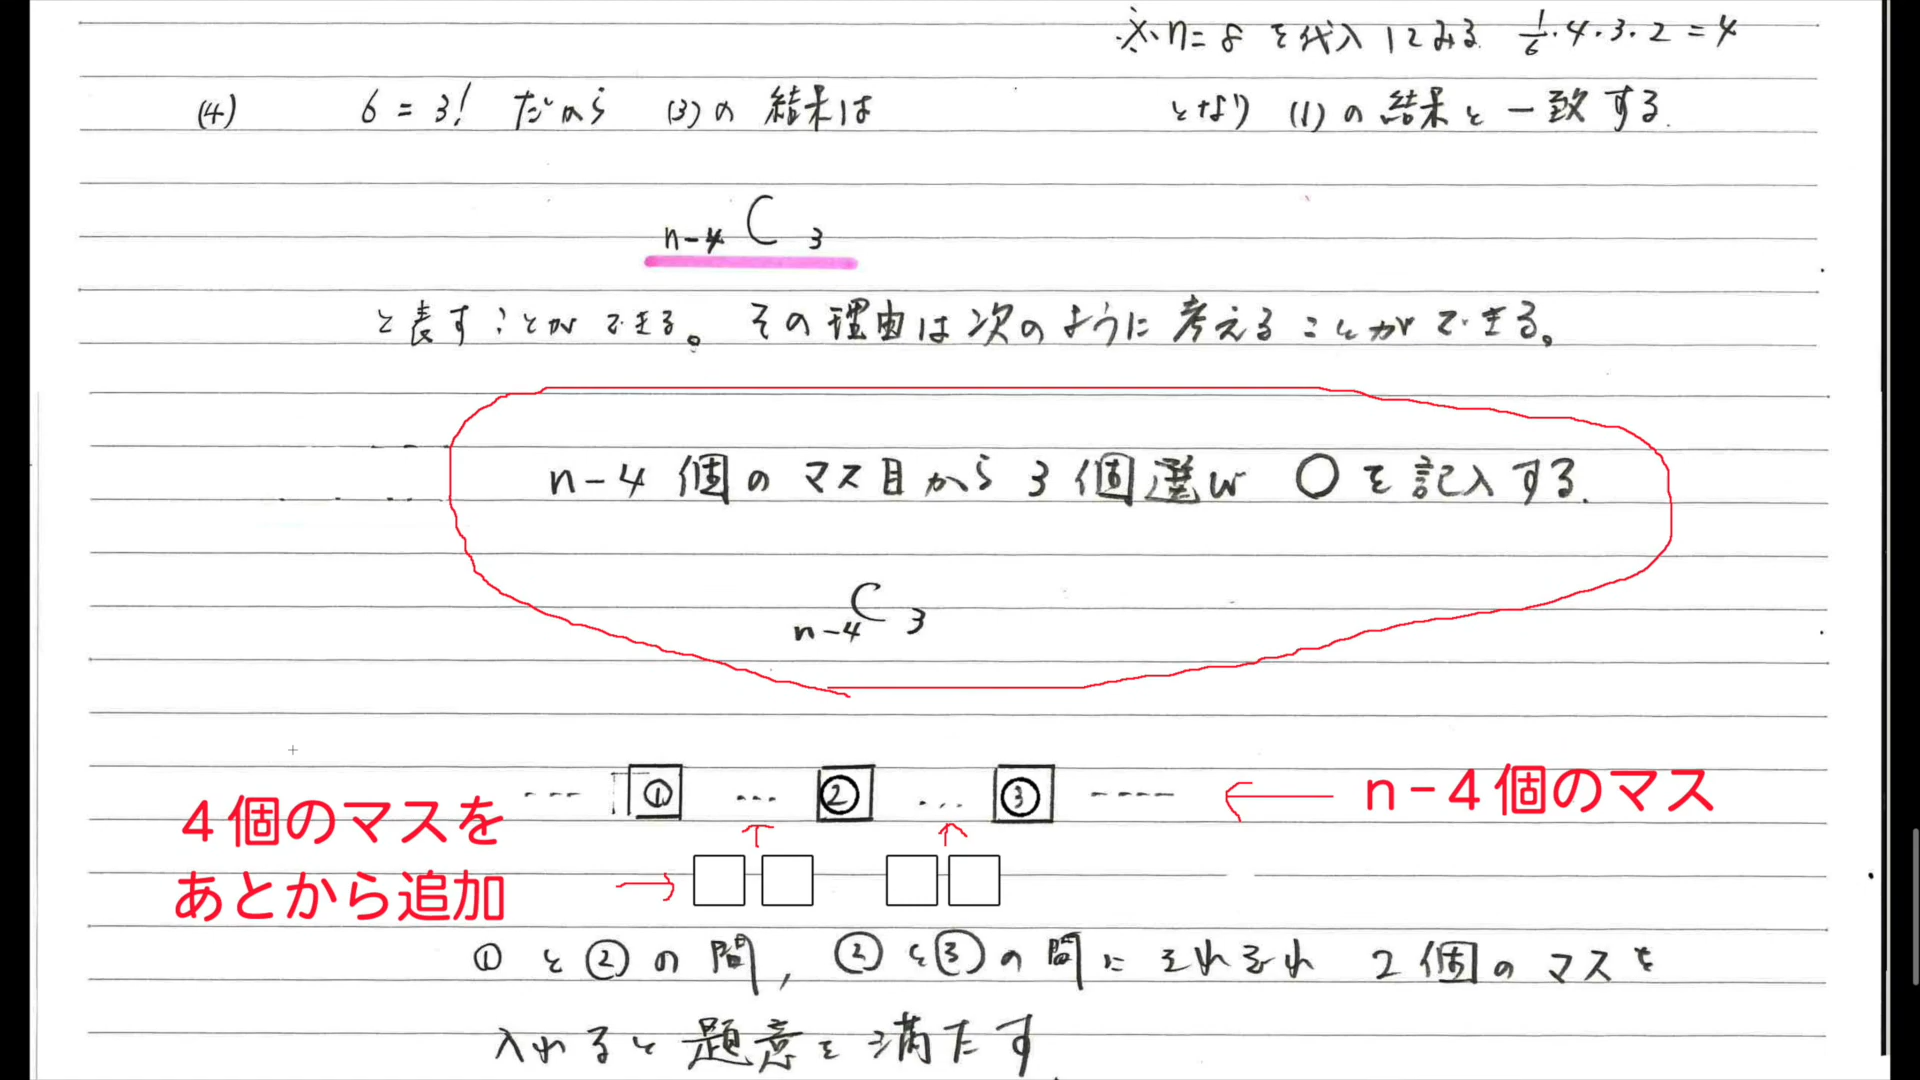 ※ n=8 を代入してみる 1/6・4・3・2=4
(4) 6=3! だから (3)の結果は
となり (1)の結果と一致する.
n-4 C 3
と表すことができる。その理由は次のように考えることができる。
n-4 個のマス目から 3個選び ○を記入する.
n-4 C 3
--- ① ... ② ... ③ ----
← n-4個のマス
4個のマスを
あとから追加
→
①と②の間, ②と③の間にそれぞれ 2個のマスを
入れると題意を満たす.